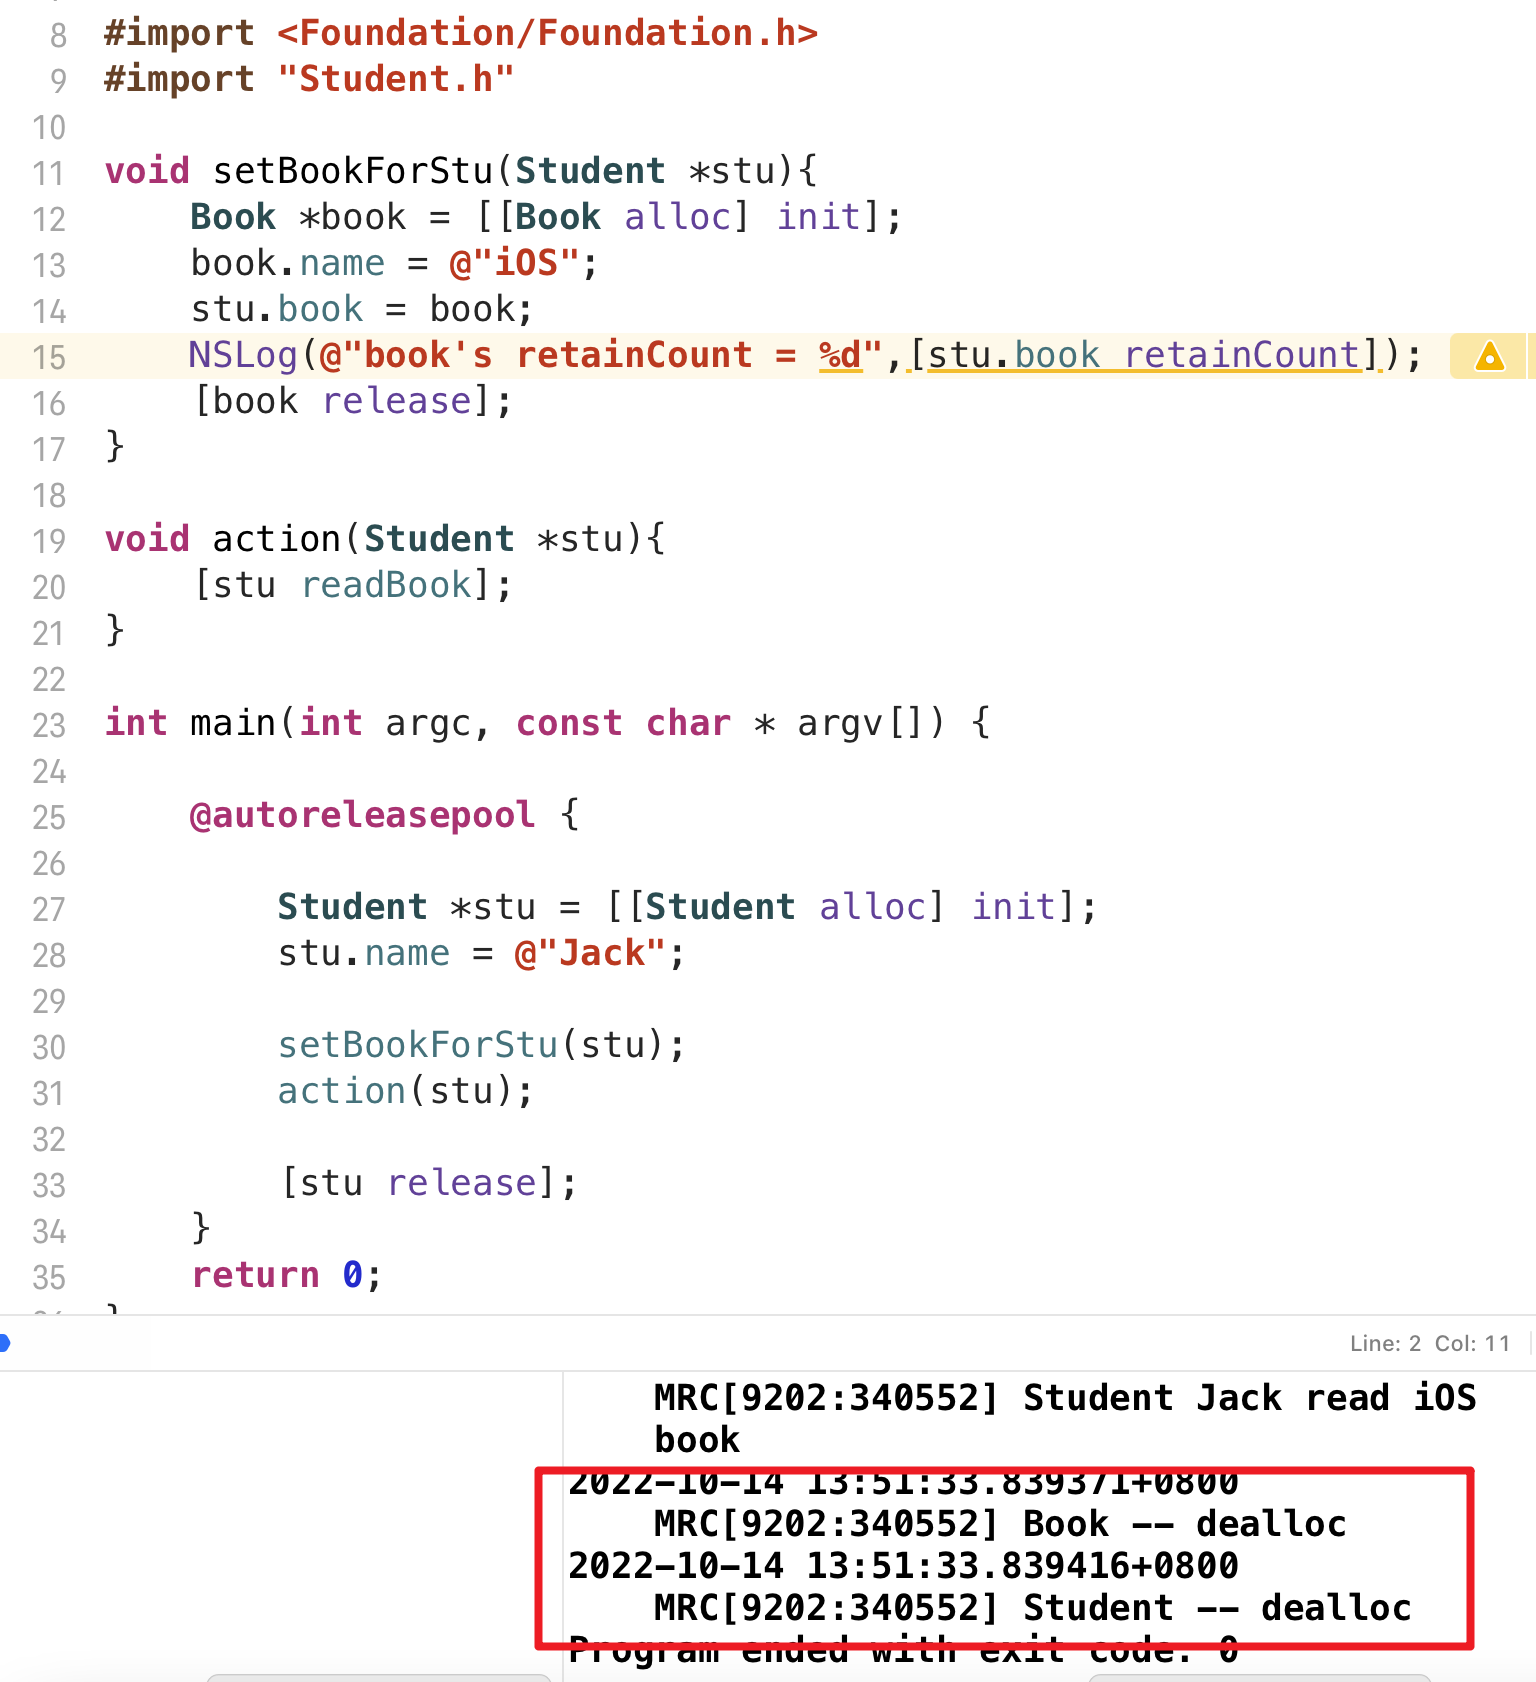 8 #import <Foundation/Foundation.h>
9 #import "Student.h"
10
11 void setBookForStu(Student *stu){
12     Book *book = [[Book alloc] init];
13     book.name = @"iOS";
14     stu.book = book;
15     NSLog(@"book's retainCount = %d",[stu.book retainCount]);
16     [book release];
17 }
18
19 void action(Student *stu){
20     [stu readBook];
21 }
22
23 int main(int argc, const char * argv[]) {
24
25     @autoreleasepool {
26
27         Student *stu = [[Student alloc] init];
28         stu.name = @"Jack";
29
30         setBookForStu(stu);
31         action(stu);
32
33         [stu release];
34     }
35     return 0;
Line: 2 Col: 11
MRC[9202:340552] Student Jack read iOS
book
2022-10-14 13:51:33.839371+0800
MRC[9202:340552] Book -- dealloc
2022-10-14 13:51:33.839416+0800
MRC[9202:340552] Student -- dealloc
Program ended with exit code: 0